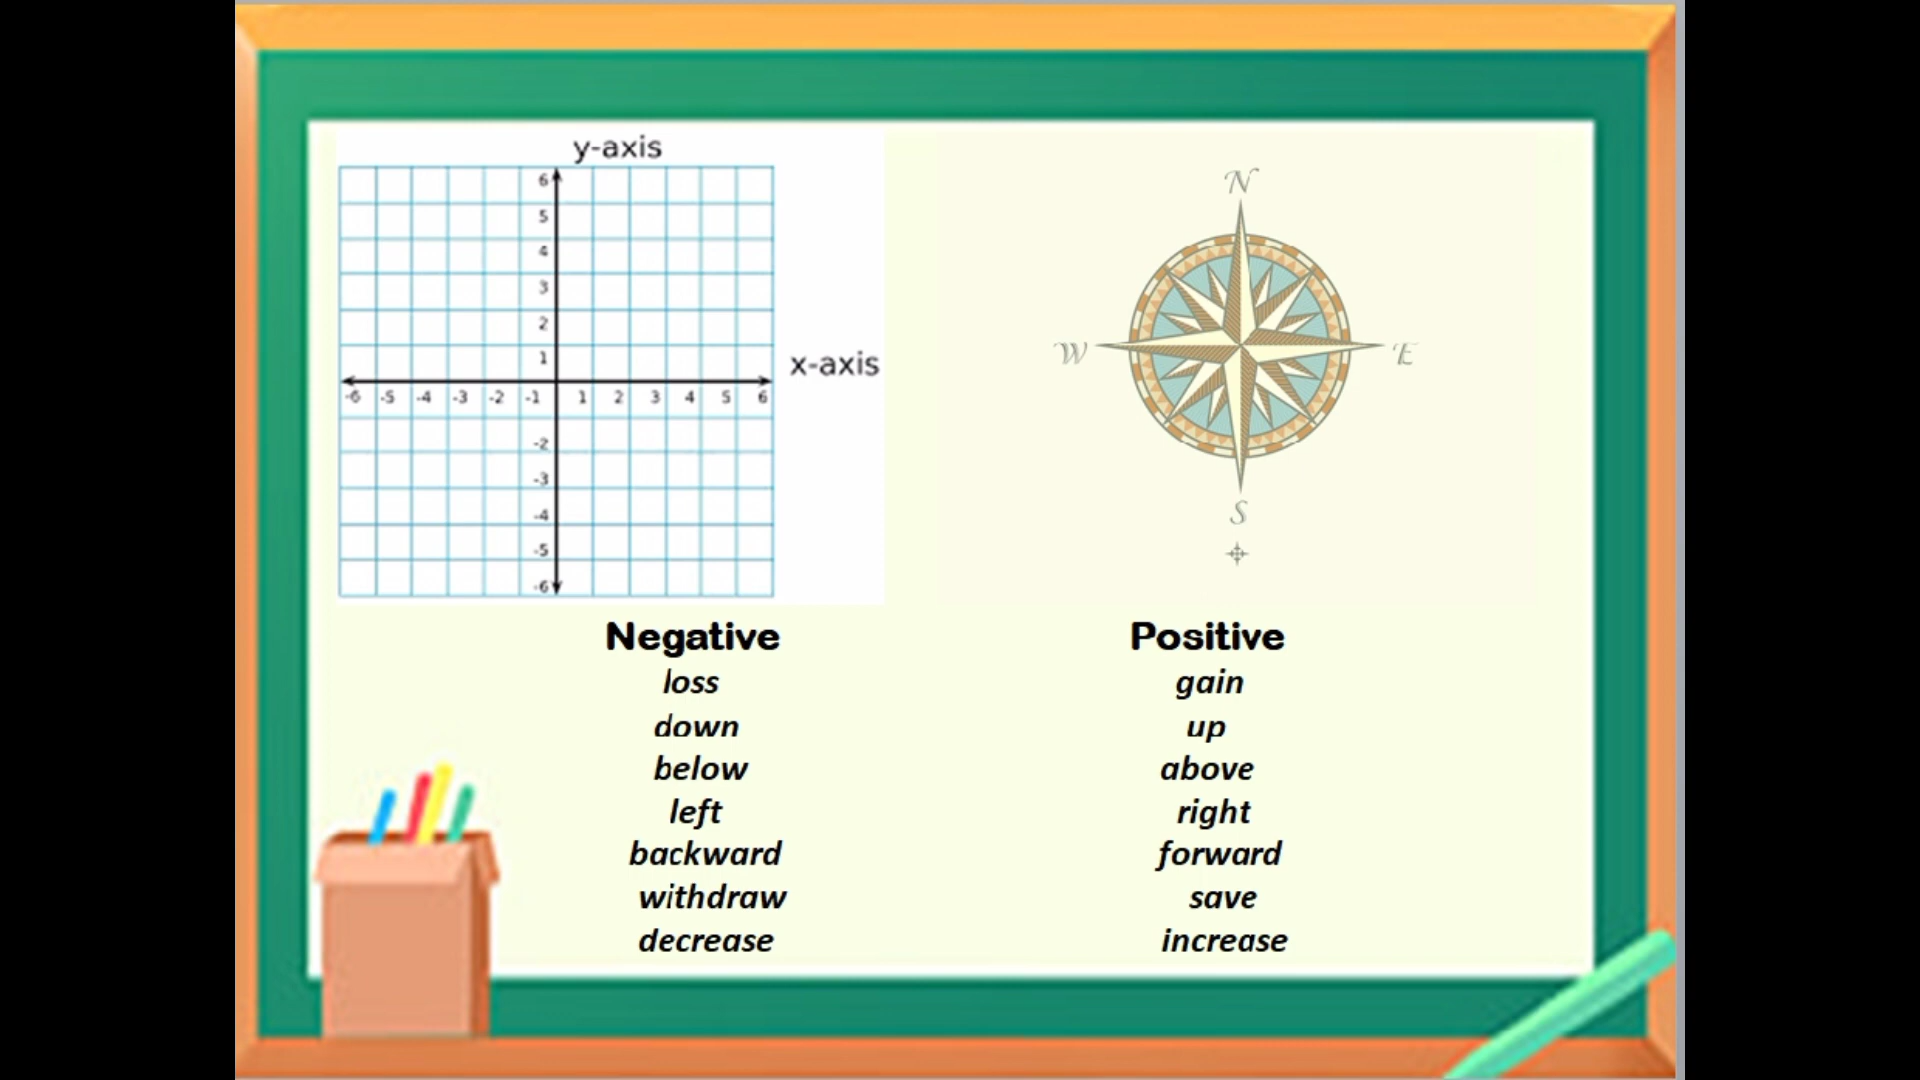 y-axis
6
5
4
3
2
1
x-axis
-6 -5 -4 -3 -2 -1 1 2 3 4 5 6
-2
-3
-4
-5
-6
N
W E
S
Negative Positive
loss gain
down up
below above
left right
backward forward
withdraw save
decrease increase